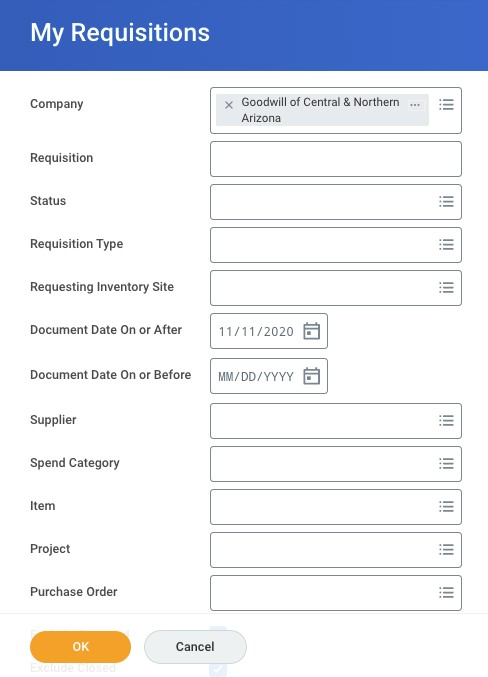 My Requisitions
Company
× Goodwill of Central & Northern
Arizona
Requisition
Status
Requisition Type
Requesting Inventory Site
Document Date On or After
11/11/2020
Document Date On or Before
MM/DD/YYYY
Supplier
Spend Category
Item
Project
Purchase Order
OK
Cancel
Exclude Closed